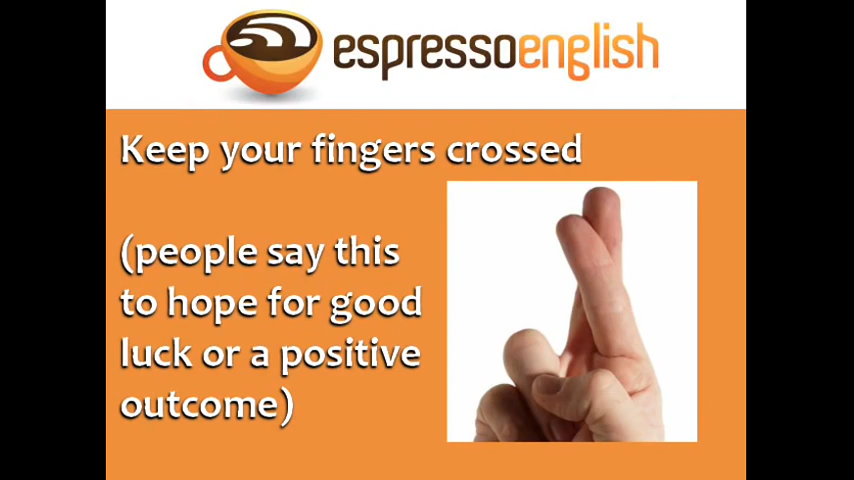 espressoenglish
Keep your fingers crossed
(people say this
to hope for good
luck or a positive
outcome)